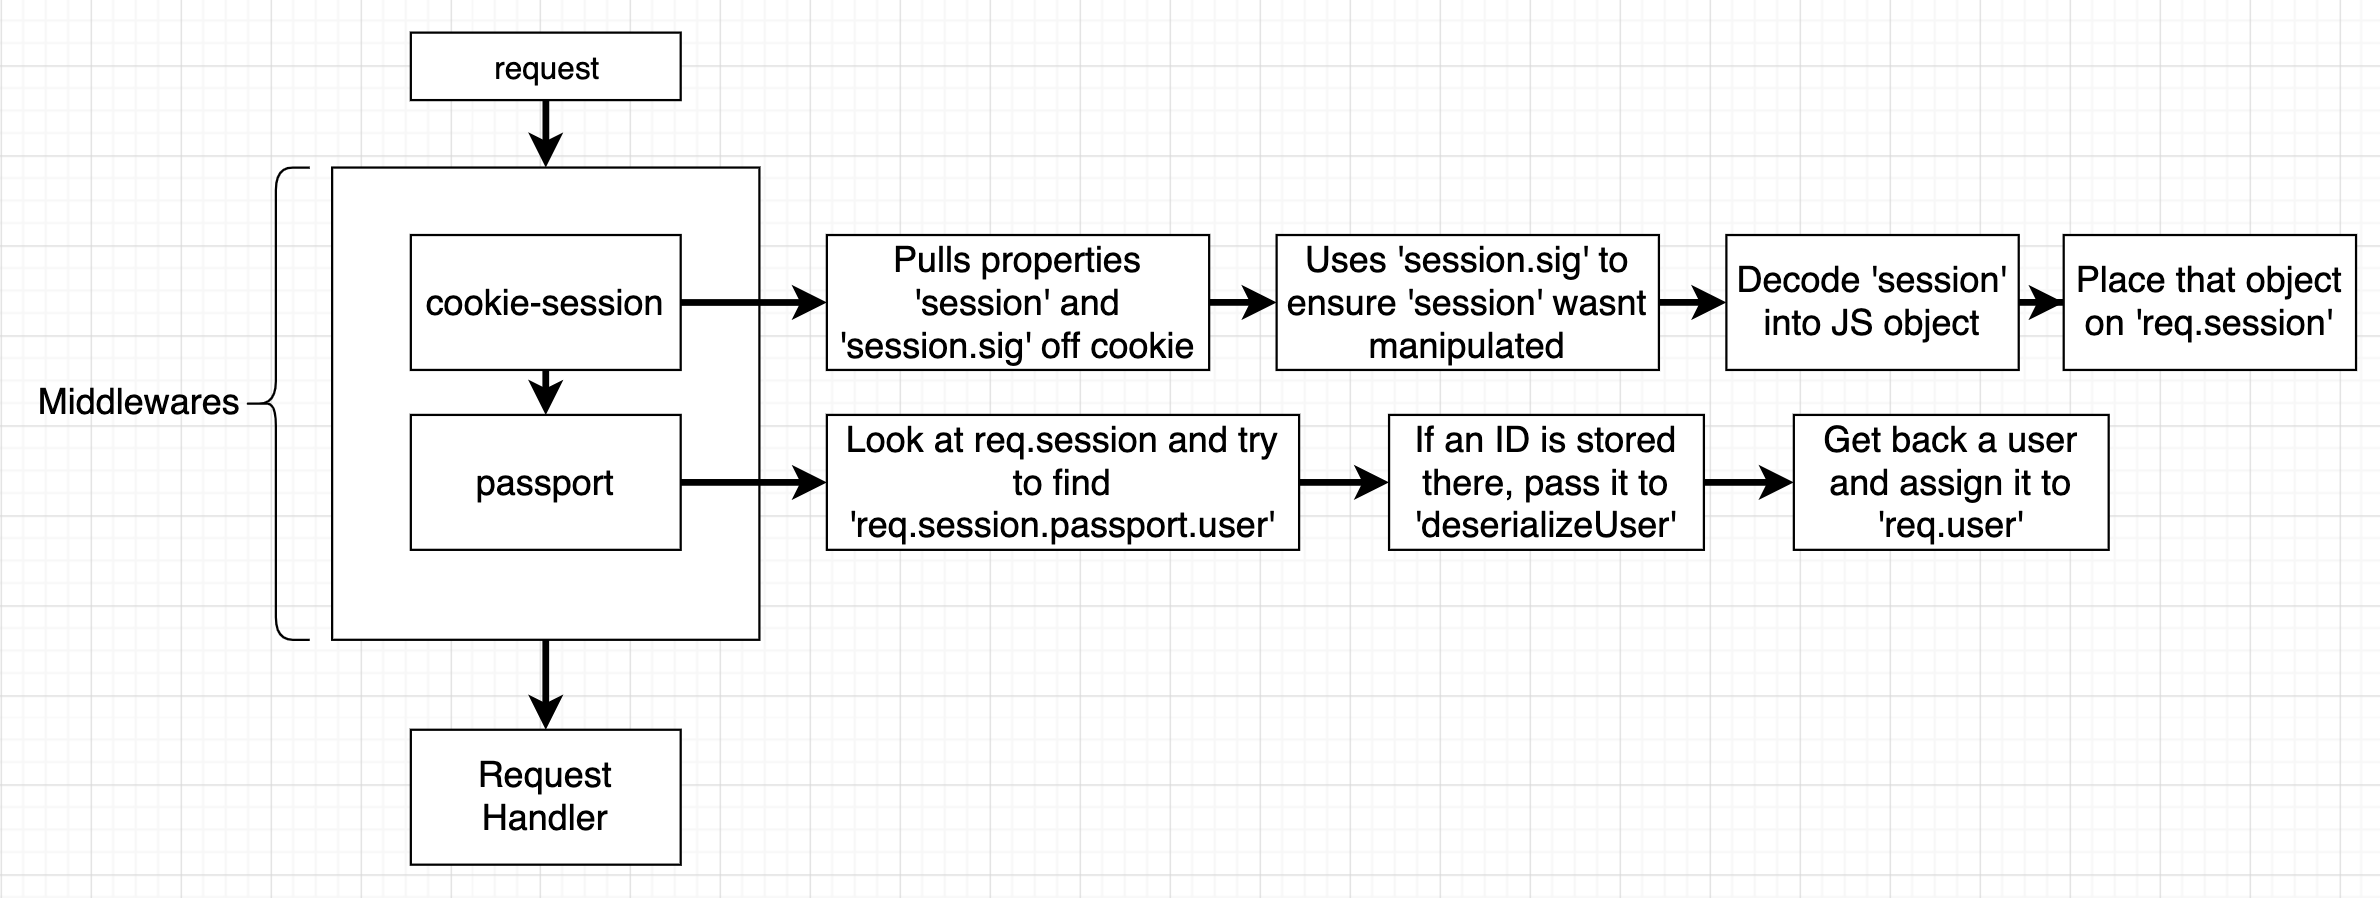 request
Middlewares
cookie-session
Pulls properties
'session' and
'session.sig' off cookie
Uses 'session.sig' to
ensure 'session' wasnt
manipulated
Decode 'session'
into JS object
Place that object
on 'req.session'
passport
Look at req.session and try
to find
'req.session.passport.user'
If an ID is stored
there, pass it to
'deserializeUser'
Get back a user
and assign it to
'req.user'
Request
Handler